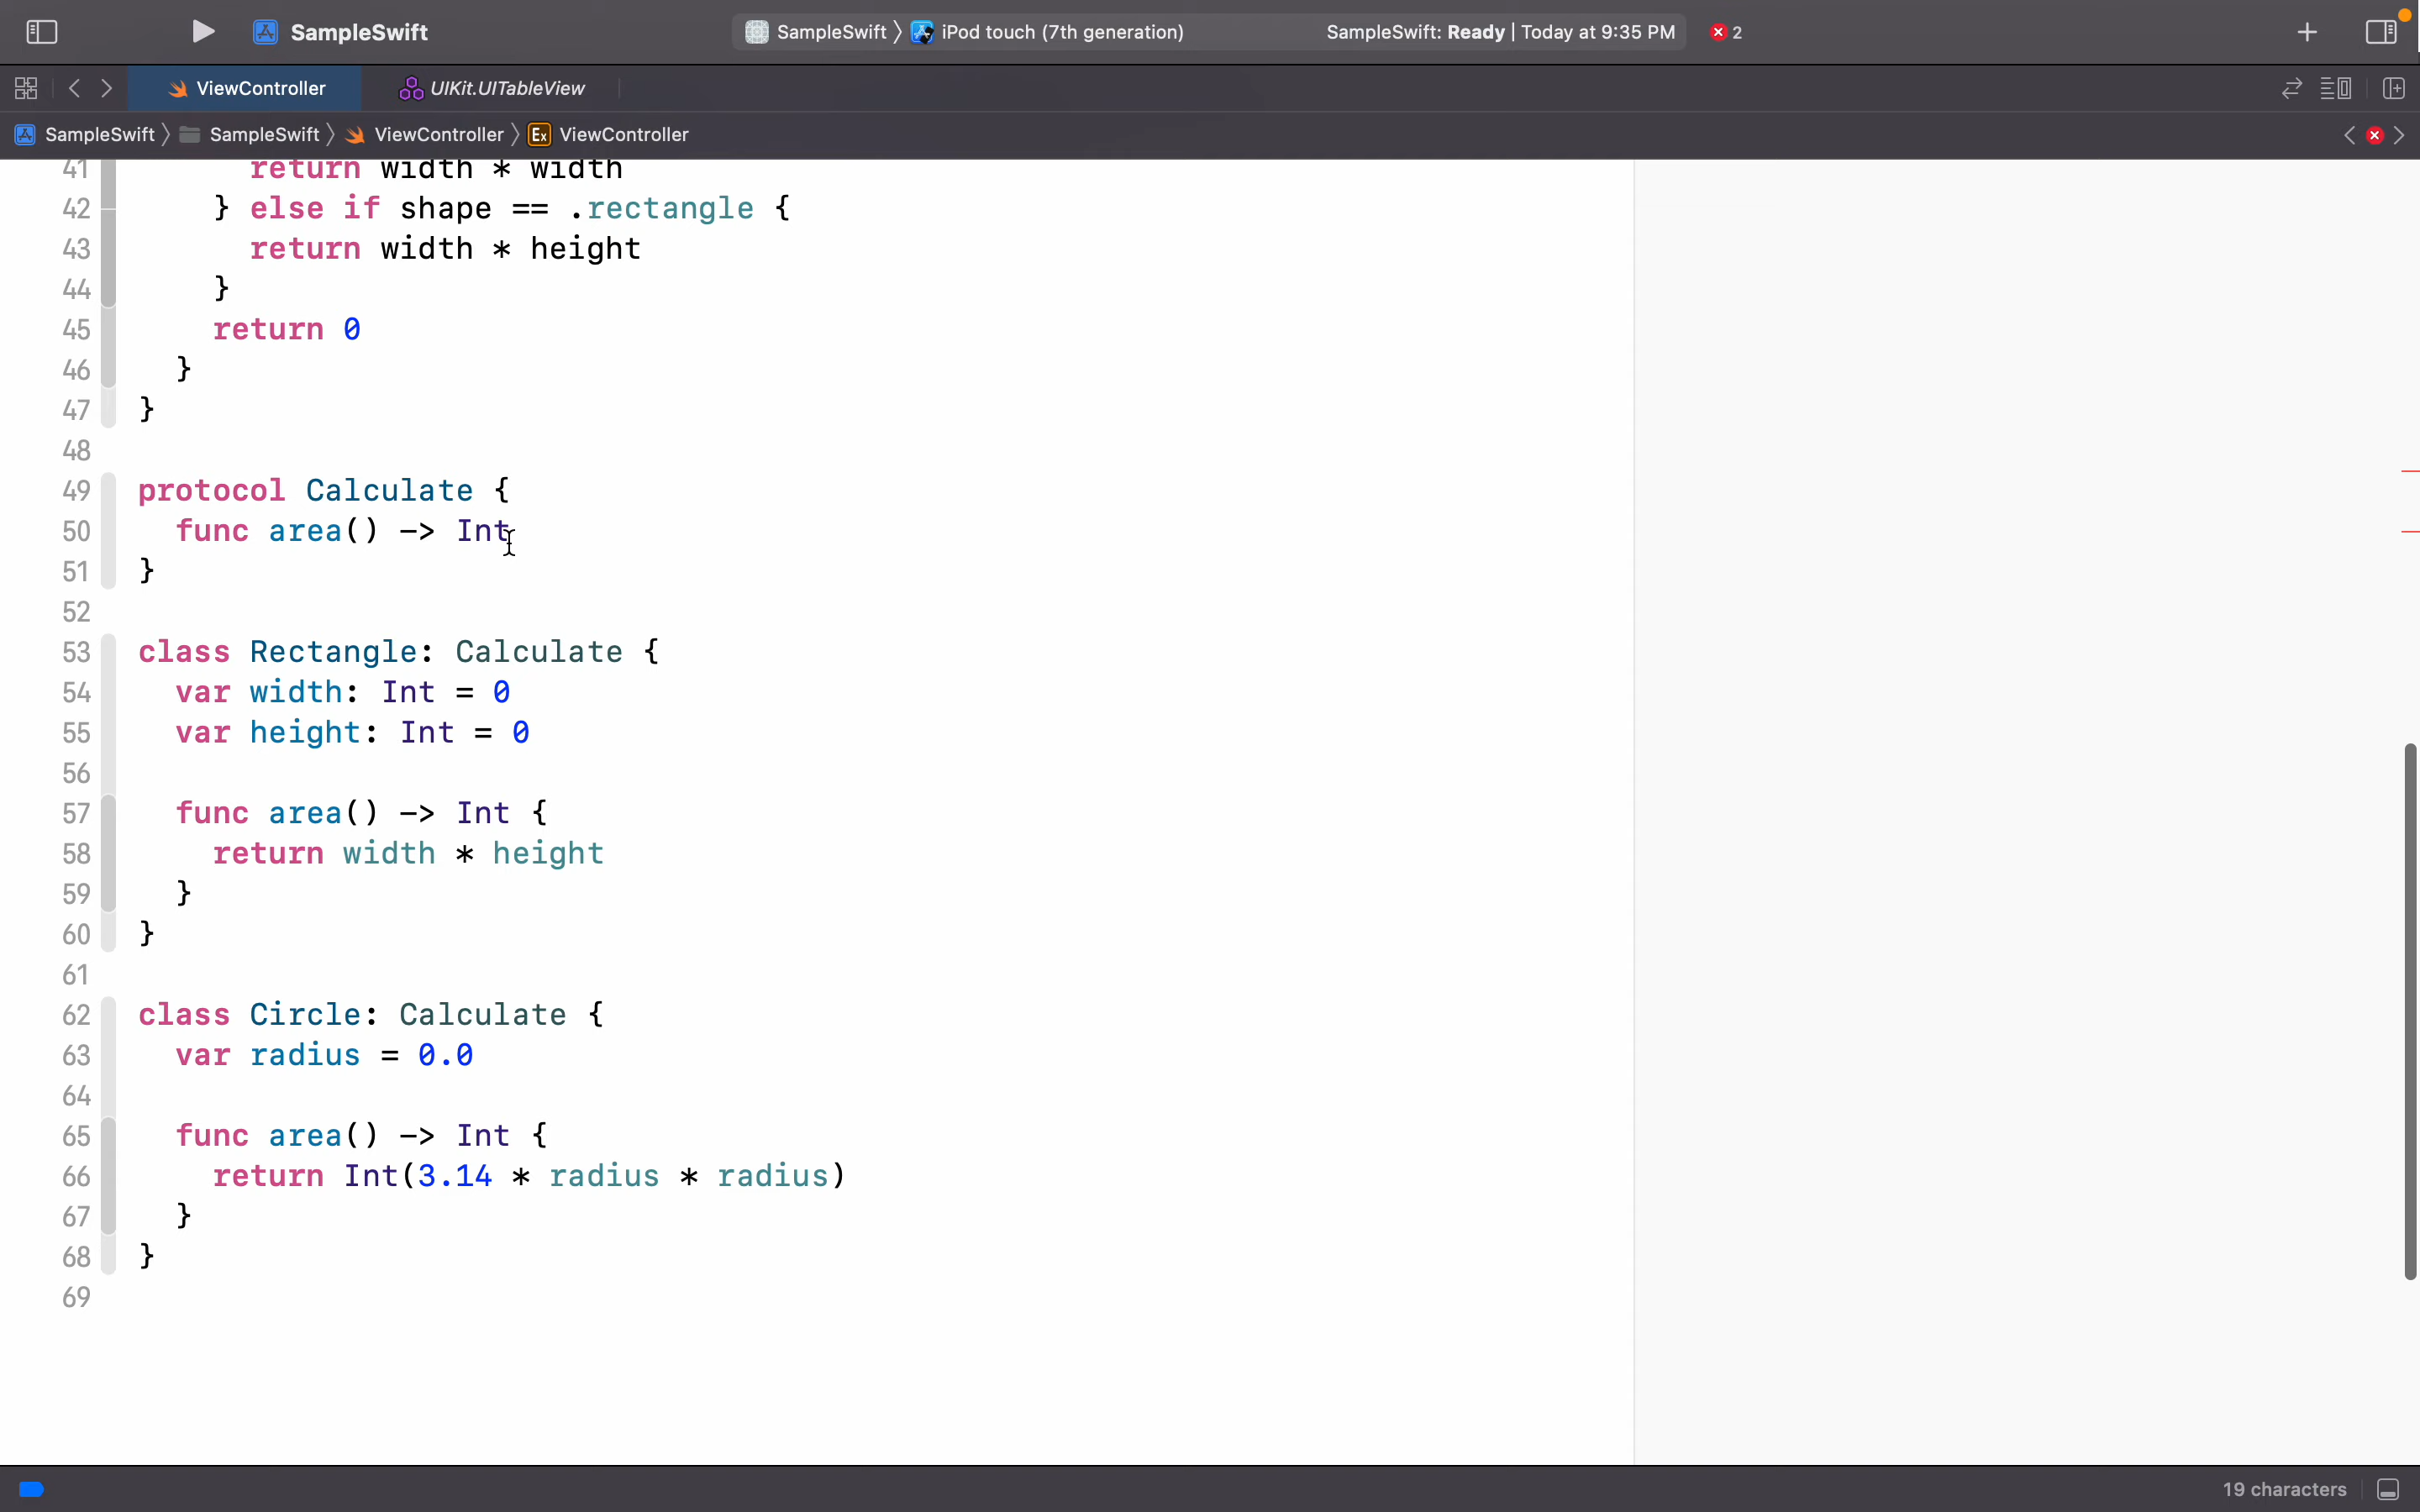 SampleSwift
SampleSwift 〉 iPod touch (7th generation) SampleSwift: Ready | Today at 9:35 PM 2
ViewController UIKit.UITableView
SampleSwift 〉 SampleSwift 〉 ViewController 〉 Ex ViewController
41 return width * width
42 } else if shape == .rectangle {
43 return width * height
44 }
45 return 0
46 }
47 }
48
49 protocol Calculate {
50 func area() -> Int
51 }
52
53 class Rectangle: Calculate {
54 var width: Int = 0
55 var height: Int = 0
56
57 func area() -> Int {
58 return width * height
59 }
60 }
61
62 class Circle: Calculate {
63 var radius = 0.0
64
65 func area() -> Int {
66 return Int(3.14 * radius * radius)
67 }
68 }
69
19 characters